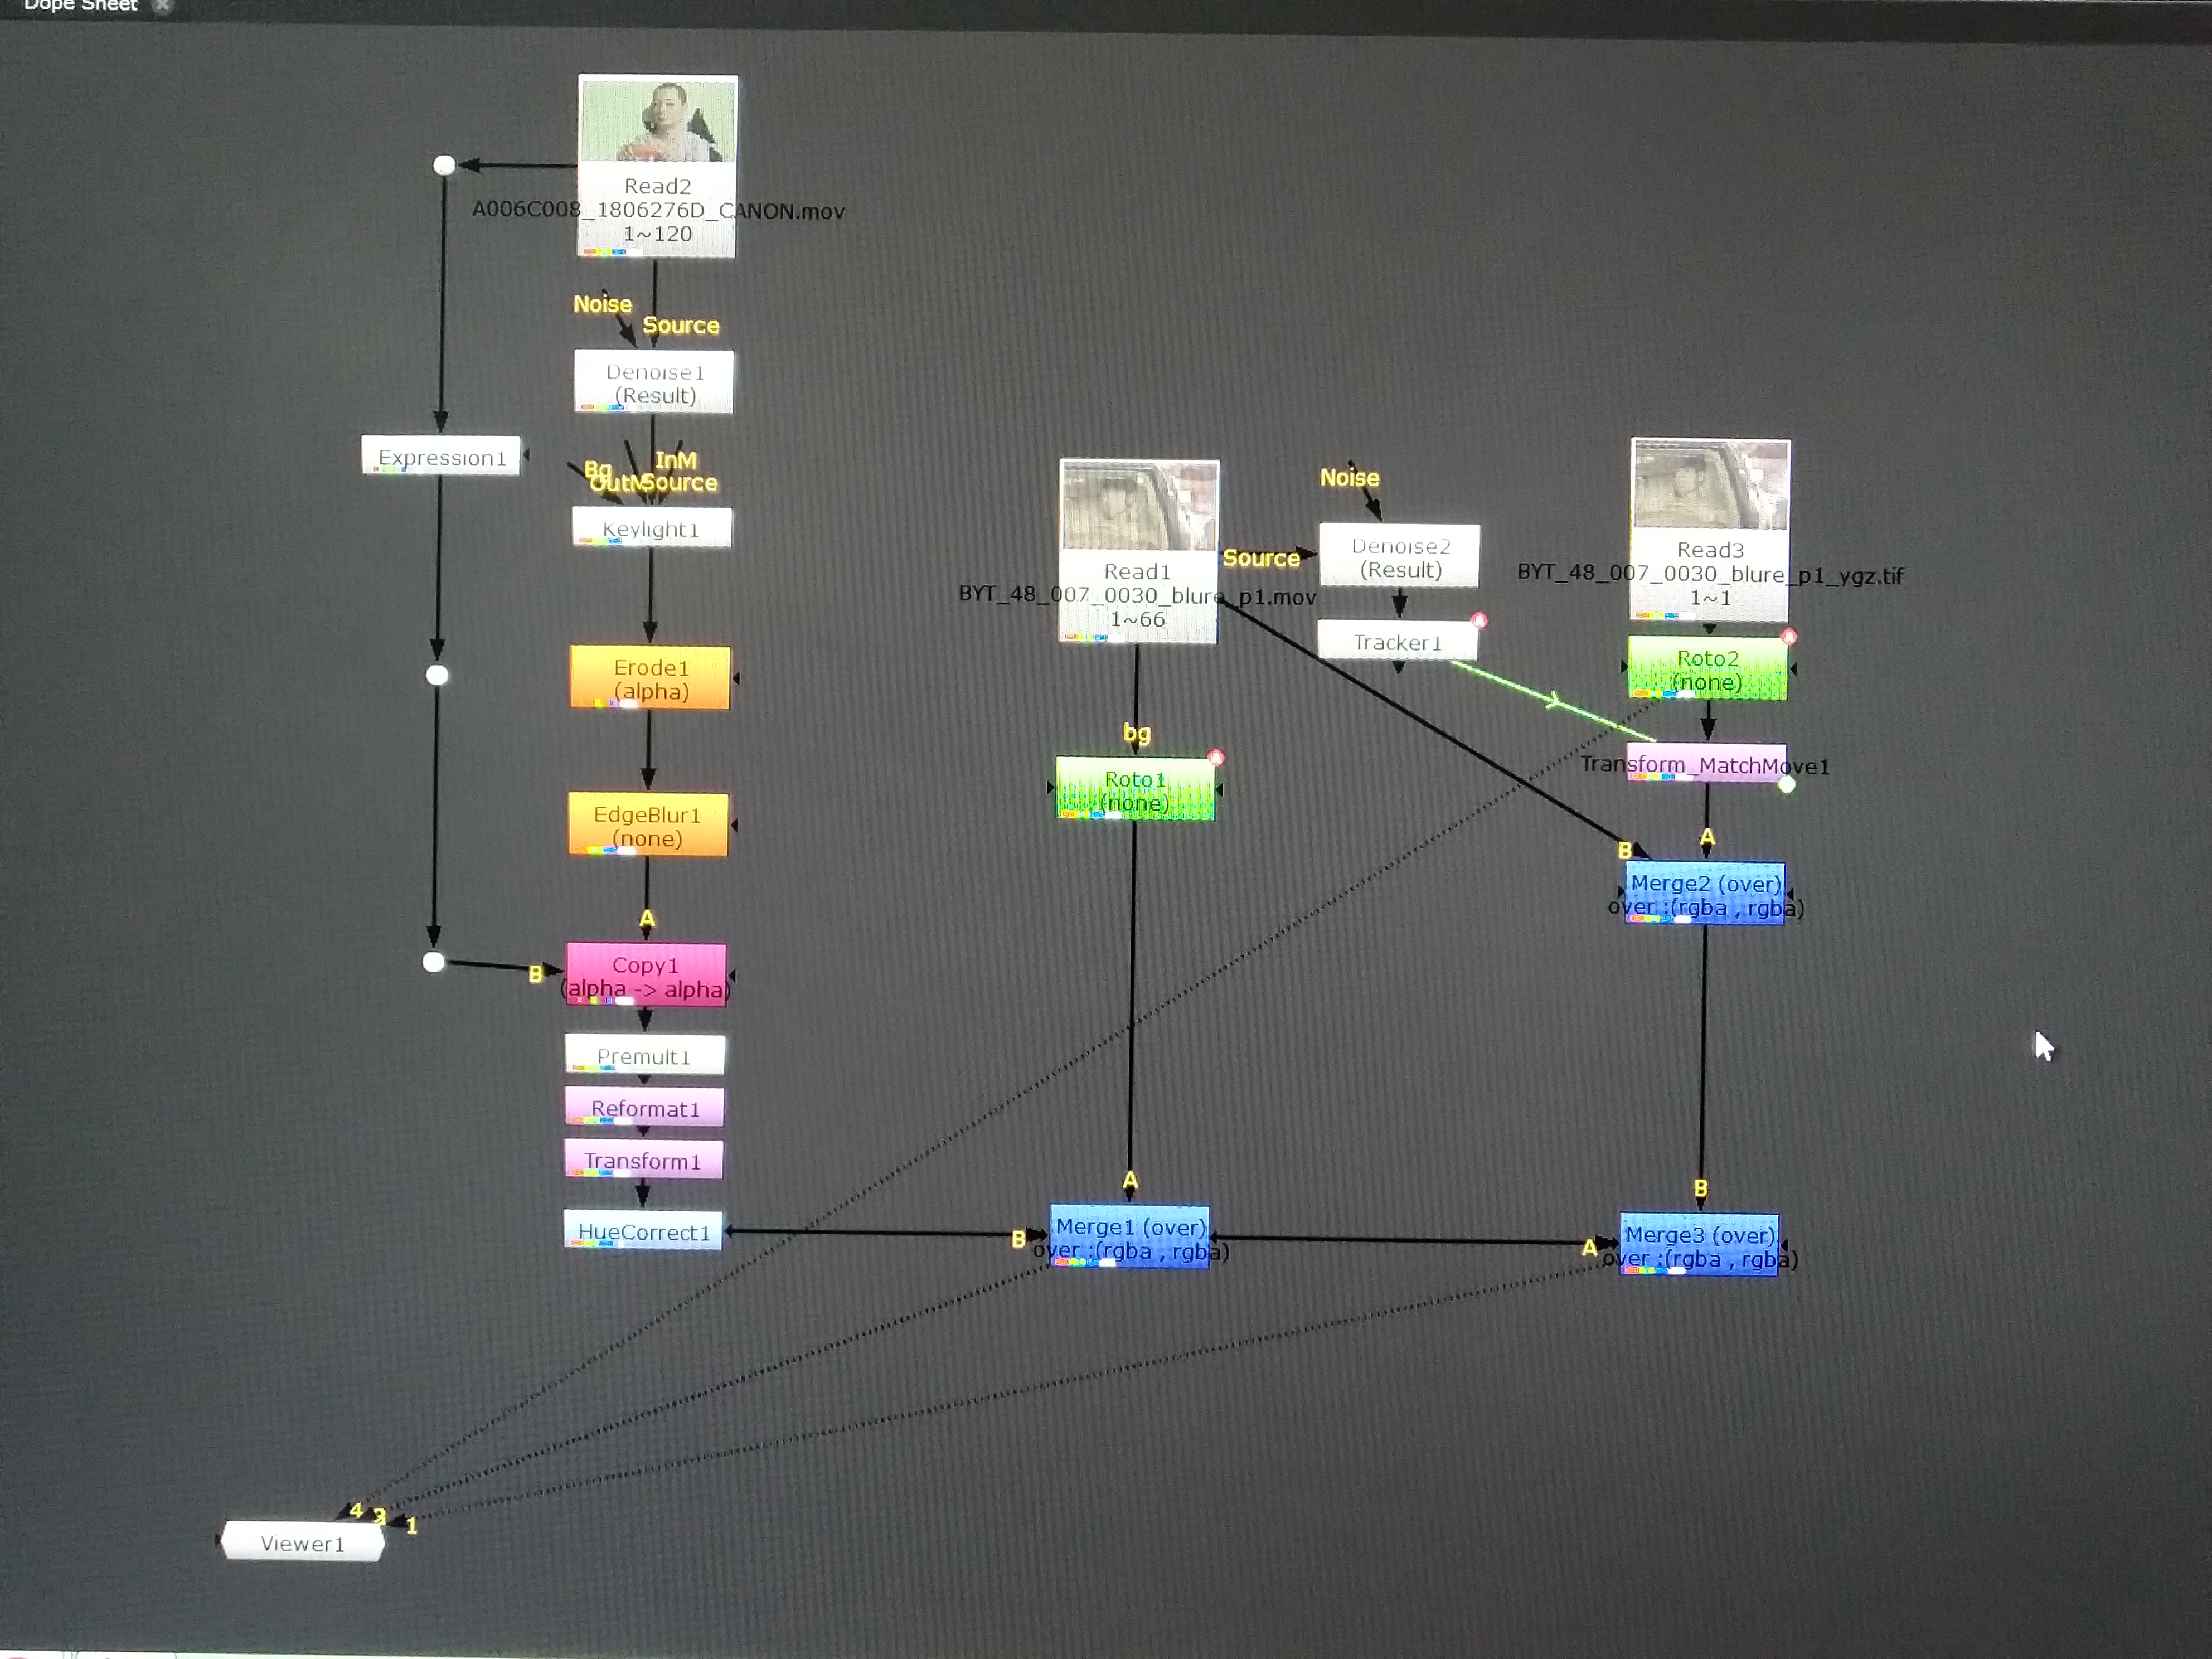 Dope Sheet
Read2
A006C008_1806276D_CANON.mov
1~120
Noise
Source
Denoise1
(Result)
Expression1
Bg
InM
OutM
Source
Keylight1
Erode1
(alpha)
EdgeBlur1
(none)
A
B
Copy1
(alpha -> alpha)
Premult1
Reformat1
Transform1
HueCorrect1
Read1
BYT_48_007_0030_blure_p1.mov
1~66
bg
Roto1
(none)
A
B
Merge1 (over)
over :(rgba , rgba)
Noise
Source
Denoise2
(Result)
Tracker1
Read3
BYT_48_007_0030_blure_p1_ygz.tif
1~1
Roto2
(none)
Transform_MatchMove1
A
B
Merge2 (over)
over :(rgba , rgba)
B
A
Merge3 (over)
over :(rgba , rgba)
4
3
1
Viewer1